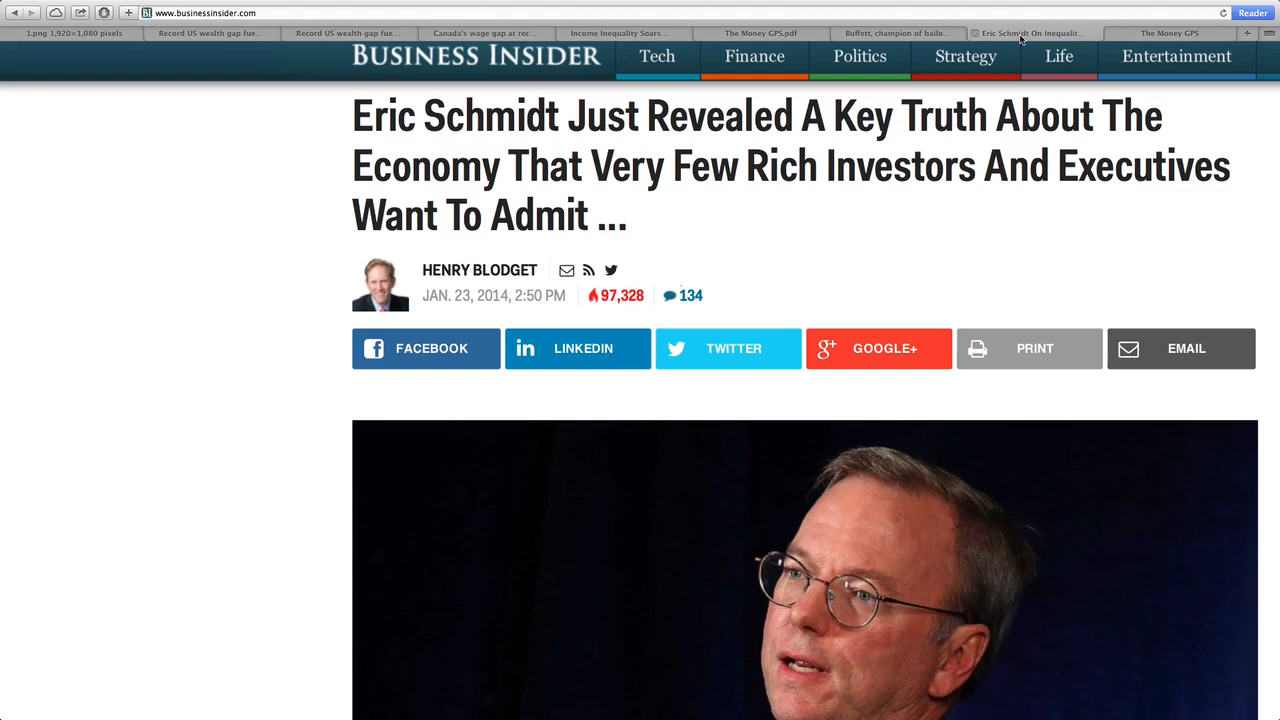 www.businessinsider.com
Reader
1.png 1,920×1,080 pixels
Record US wealth gap fue...
Record US wealth gap fue...
Canada's wage gap at rec...
Income Inequality Soars...
The Money GPS.pdf
Buffett, champion of bailo...
Eric Schmidt On Inequalit...
The Money GPS
BUSINESS INSIDER
Tech
Finance
Politics
Strategy
Life
Entertainment
Eric Schmidt Just Revealed A Key Truth About The
Economy That Very Few Rich Investors And Executives
Want To Admit ...
HENRY BLODGET
JAN. 23, 2014, 2:50 PM
97,328
134
FACEBOOK
LINKEDIN
TWITTER
GOOGLE+
PRINT
EMAIL